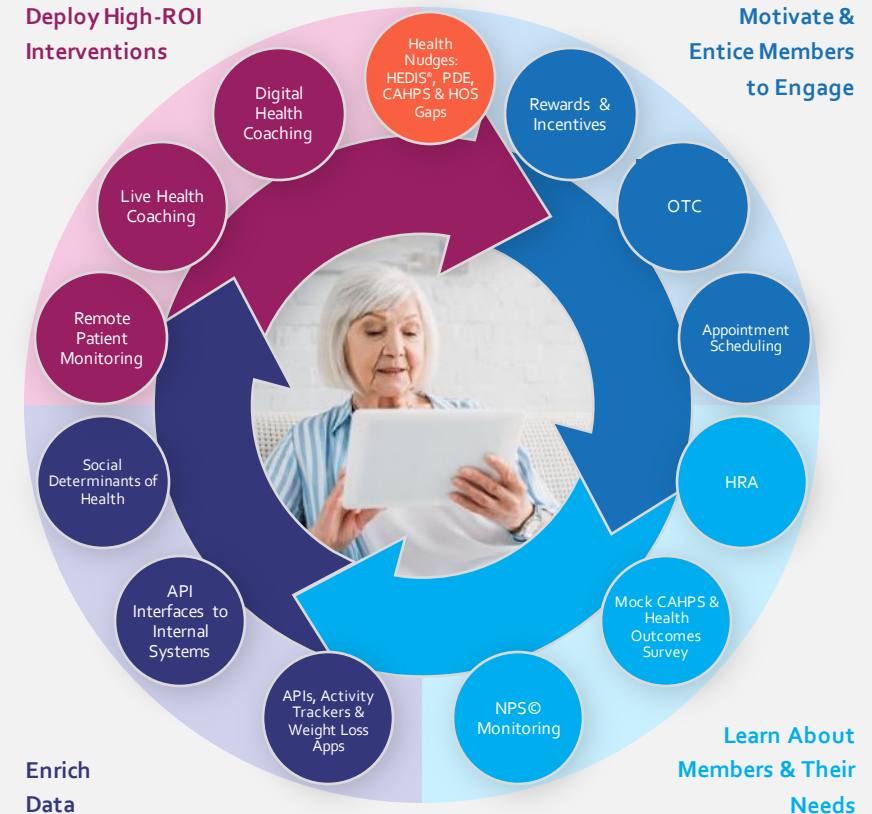 Deploy High-ROI
Interventions
Motivate &
Entice Members
to Engage
Health
Nudges:
HEDIS®, PDE,
CAHPS & HOS
Gaps
Rewards &
Incentives
OTC
Appointment
Scheduling
HRA
Mock CAHPS &
Health
Outcomes
Survey
NPS©
Monitoring
APIs, Activity
Trackers &
Weight Loss
Apps
API
Interfaces to
Internal
Systems
Social
Determinants of
Health
Remote
Patient
Monitoring
Live Health
Coaching
Digital
Health
Coaching
Learn About
Members & Their
Needs
Enrich
Data